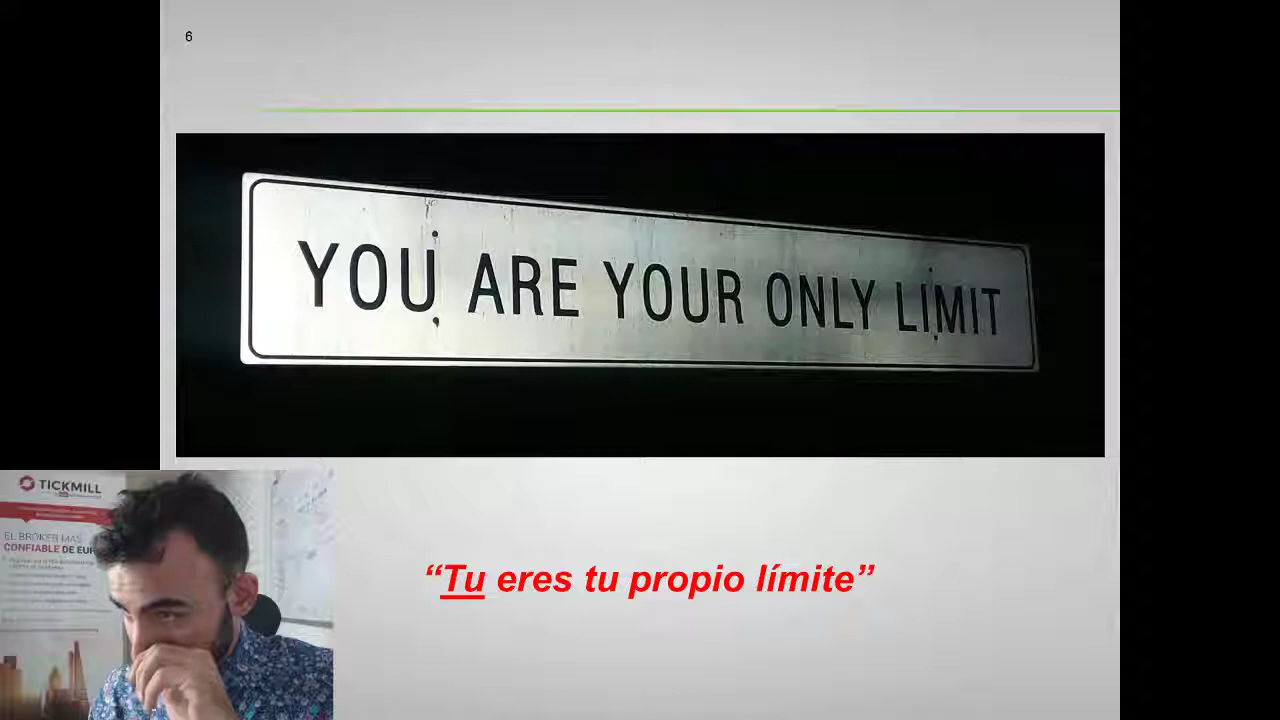 6
YOU ARE YOUR ONLY LIMIT
TICKMILL
EL BROKER MÁS
CONFIABLE DE EUR
“Tu eres tu propio límite”